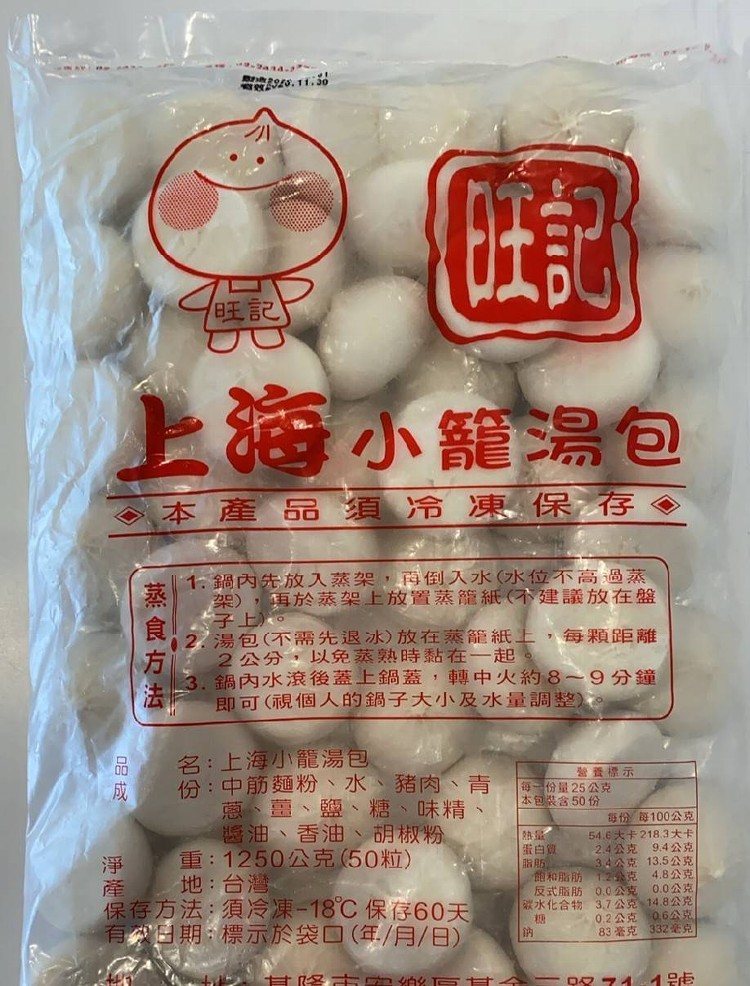 旺記
旺記
上海小籠湯包
本產品須冷凍保存
蒸食方法
1. 鍋內先放入蒸架，再倒入水(水位不高過蒸
架)，再於蒸架上放置蒸籠紙(不建議放在盤
子上)。
2. 湯包(不需先退冰)放在蒸籠紙上，每顆距離
2公分，以免蒸熟時黏在一起。
3. 鍋內水滾後蓋上鍋蓋，轉中火約8～9分鐘
即可(視個人的鍋子大小及水量調整)。
品名：上海小籠湯包
成份：中筋麵粉、水、豬肉、青
蔥、薑、鹽、糖、味精、
醬油、香油、胡椒粉
淨重：1250公克(50粒)
產地：台灣
保存方法：須冷凍-18℃保存60天
有效日期：標示於袋口(年/月/日)
營養標示
每一份量25公克
本包裝含50份
每份 每100公克
熱量 54.6大卡 218.3大卡
蛋白質 2.4公克 9.4公克
脂肪 3.4公克 13.5公克
飽和脂肪 1.2公克 4.8公克
反式脂肪 0.0公克 0.0公克
碳水化合物 3.7公克 14.8公克
糖 0.2公克 0.6公克
鈉 83毫克 332毫克
地址：基隆市安樂區基金三路71-1號